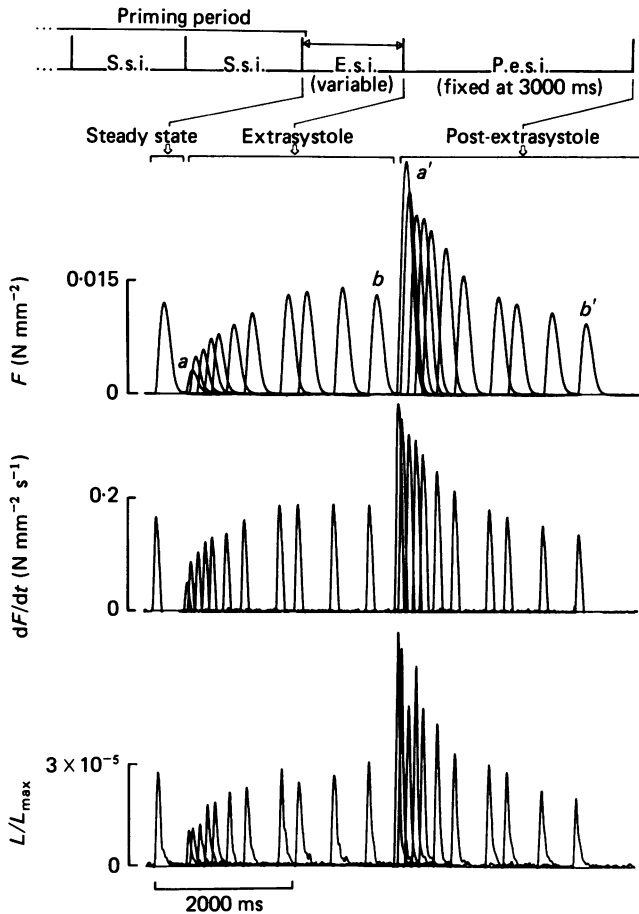 Priming period
S.s.i. S.s.i. E.s.i. P.e.s.i.
(variable) (fixed at 3000 ms)
Steady state Extrasystole Post-extrasystole
a′
0·015
b
b′
a
F (N mm⁻²)
0
0·2
dF/dt (N mm⁻² s⁻¹)
0
3 × 10⁻⁵
L/Lmax
0
2000 ms